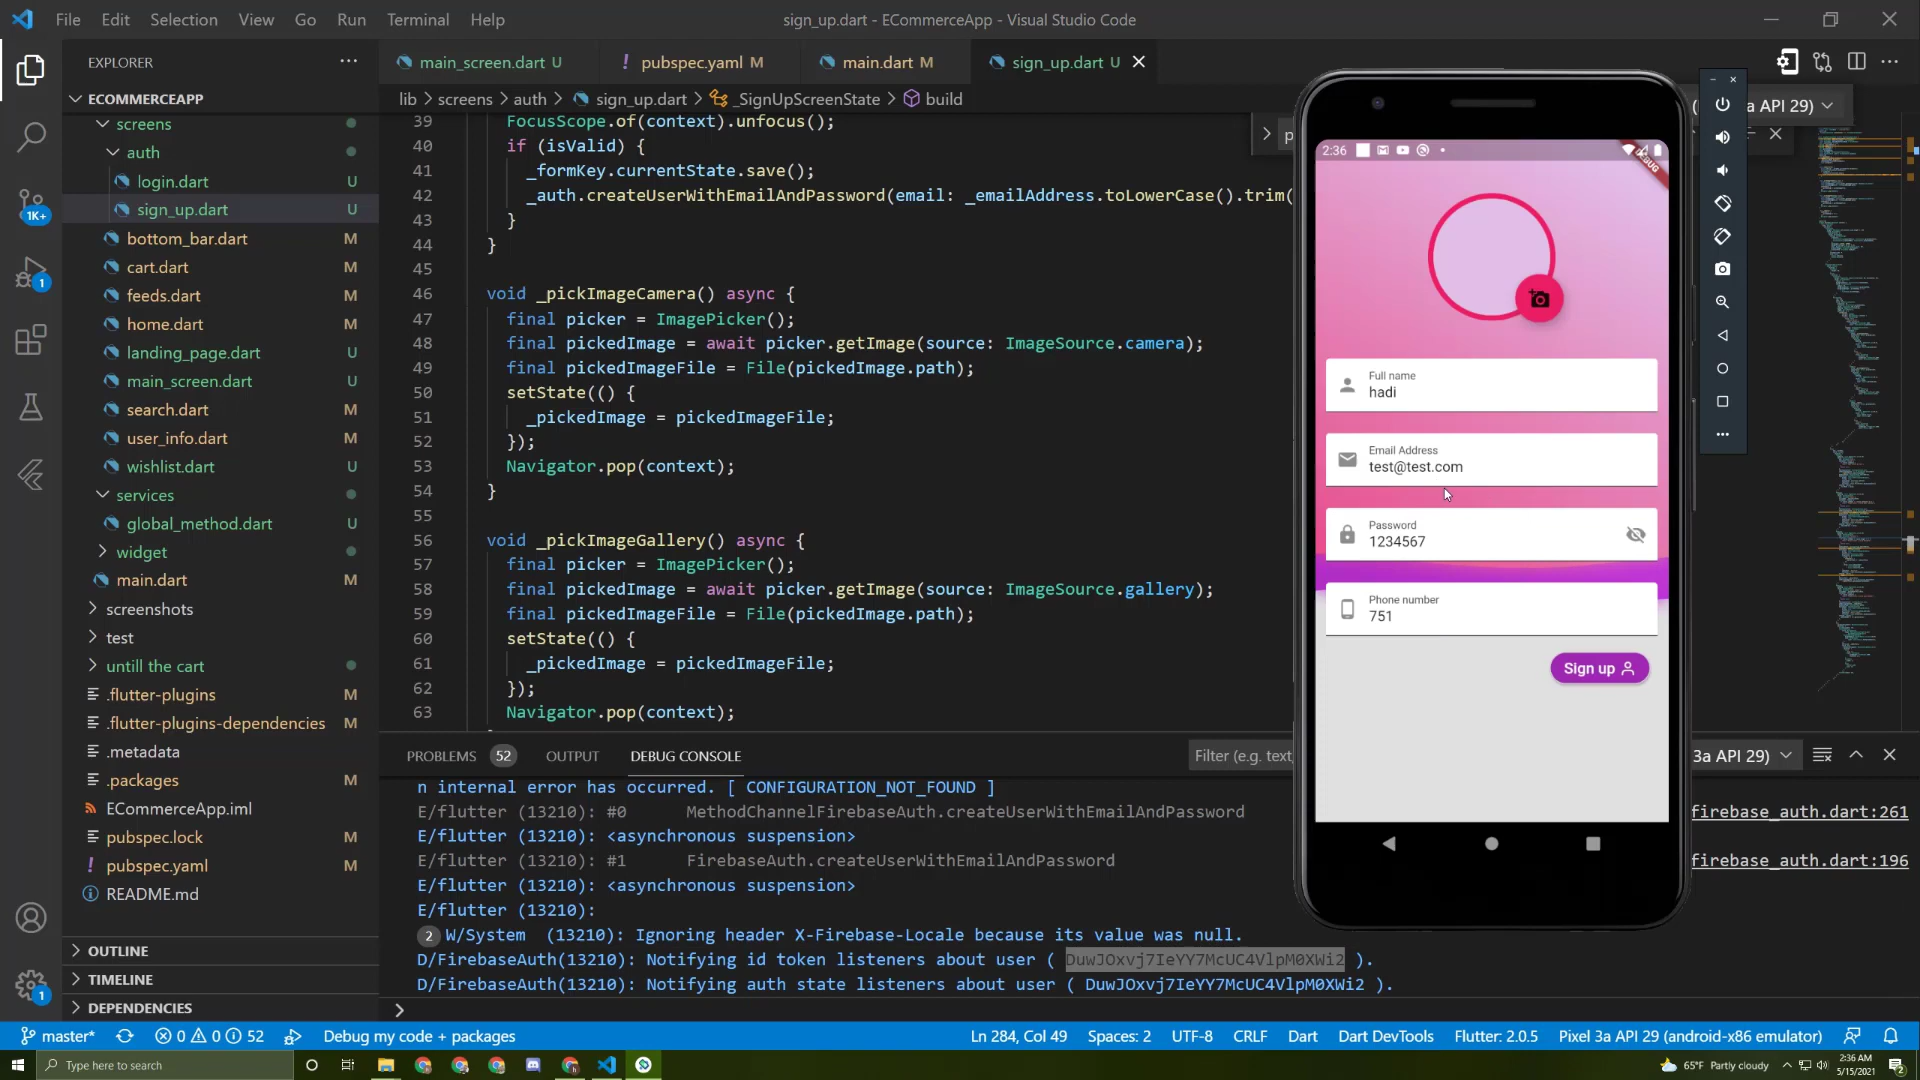 File Edit Selection View Go Run Terminal Help
sign_up.dart - ECommerceApp - Visual Studio Code
EXPLORER
main_screen.dart U
! pubspec.yaml M
main.dart M
sign_up.dart U
ECOMMERCEAPP
lib > screens > auth > sign_up.dart > _SignUpScreenState > build
a API 29)
screens
auth
login.dart U
sign_up.dart U
bottom_bar.dart M
cart.dart M
feeds.dart M
home.dart M
landing_page.dart U
main_screen.dart U
search.dart M
user_info.dart M
wishlist.dart U
services
global_method.dart U
widget
main.dart M
screenshots
test
untill the cart
.flutter-plugins M
.flutter-plugins-dependencies M
.metadata
.packages M
ECommerceApp.iml
pubspec.lock M
! pubspec.yaml M
README.md
OUTLINE
TIMELINE
DEPENDENCIES
1K+
1
1
39 FocusScope.of(context).unfocus();
40 if (isValid) {
41 _formKey.currentState.save();
42 _auth.createUserWithEmailAndPassword(email: _emailAddress.toLowerCase().trim(
43 }
44 }
45
46 void _pickImageCamera() async {
47 final picker = ImagePicker();
48 final pickedImage = await picker.getImage(source: ImageSource.camera);
49 final pickedImageFile = File(pickedImage.path);
50 setState(() {
51 _pickedImage = pickedImageFile;
52 });
53 Navigator.pop(context);
54 }
55
56 void _pickImageGallery() async {
57 final picker = ImagePicker();
58 final pickedImage = await picker.getImage(source: ImageSource.gallery);
59 final pickedImageFile = File(pickedImage.path);
60 setState(() {
61 _pickedImage = pickedImageFile;
62 });
63 Navigator.pop(context);
p
2:36
DEBUG
Full name
hadi
Email Address
test@test.com
Password
1234567
Phone number
751
Sign up
PROBLEMS 52 OUTPUT DEBUG CONSOLE
Filter (e.g. text,
3a API 29)
n internal error has occurred. [ CONFIGURATION_NOT_FOUND ]
E/flutter (13210): #0 MethodChannelFirebaseAuth.createUserWithEmailAndPassword
firebase_auth.dart:261
E/flutter (13210): <asynchronous suspension>
E/flutter (13210): #1 FirebaseAuth.createUserWithEmailAndPassword
firebase_auth.dart:196
E/flutter (13210): <asynchronous suspension>
E/flutter (13210):
2 W/System (13210): Ignoring header X-Firebase-Locale because its value was null.
D/FirebaseAuth(13210): Notifying id token listeners about user ( DuwJOxvj7IeYY7McUC4VlpM0XWi2 ).
D/FirebaseAuth(13210): Notifying auth state listeners about user ( DuwJOxvj7IeYY7McUC4VlpM0XWi2 ).
>
master* 0 0 52 Debug my code + packages
Ln 284, Col 49 Spaces: 2 UTF-8 CRLF Dart Dart DevTools Flutter: 2.0.5 Pixel 3a API 29 (android-x86 emulator)
Type here to search
65°F Partly cloudy
2:36 AM
5/15/2021
2